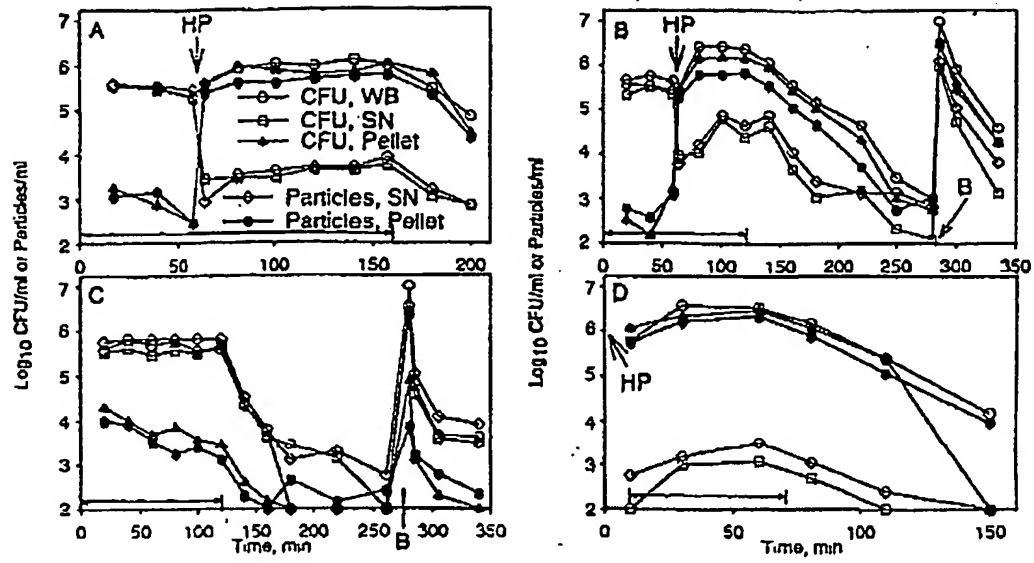 Log10 CFU/ml or Particles/ml
A
HP
CFU, WB
CFU, SN
CFU, Pellet
Particles, SN
Particles, Pellet
7
6
5
4
3
2
0 50 100 150 200
Log10 CFU/ml or Particles/ml
B
HP
B
7
6
5
4
3
2
0 50 100 150 200 250 300 350
C
7
6
5
4
3
2
0 50 100 150 200 250 300 350
B
Time, min
D
HP
7
6
5
4
3
2
0 50 100 150
Time, min